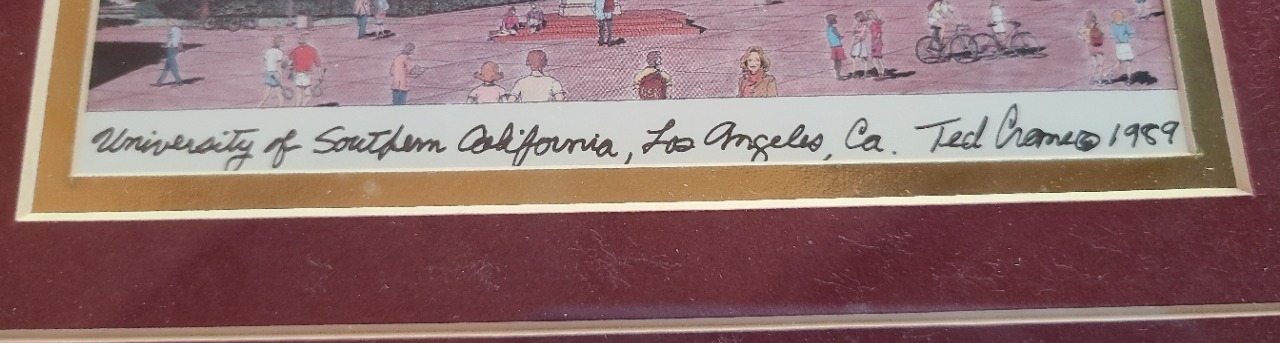 University of Southern California, Los Angeles, Ca. Ted Cramer © 1989